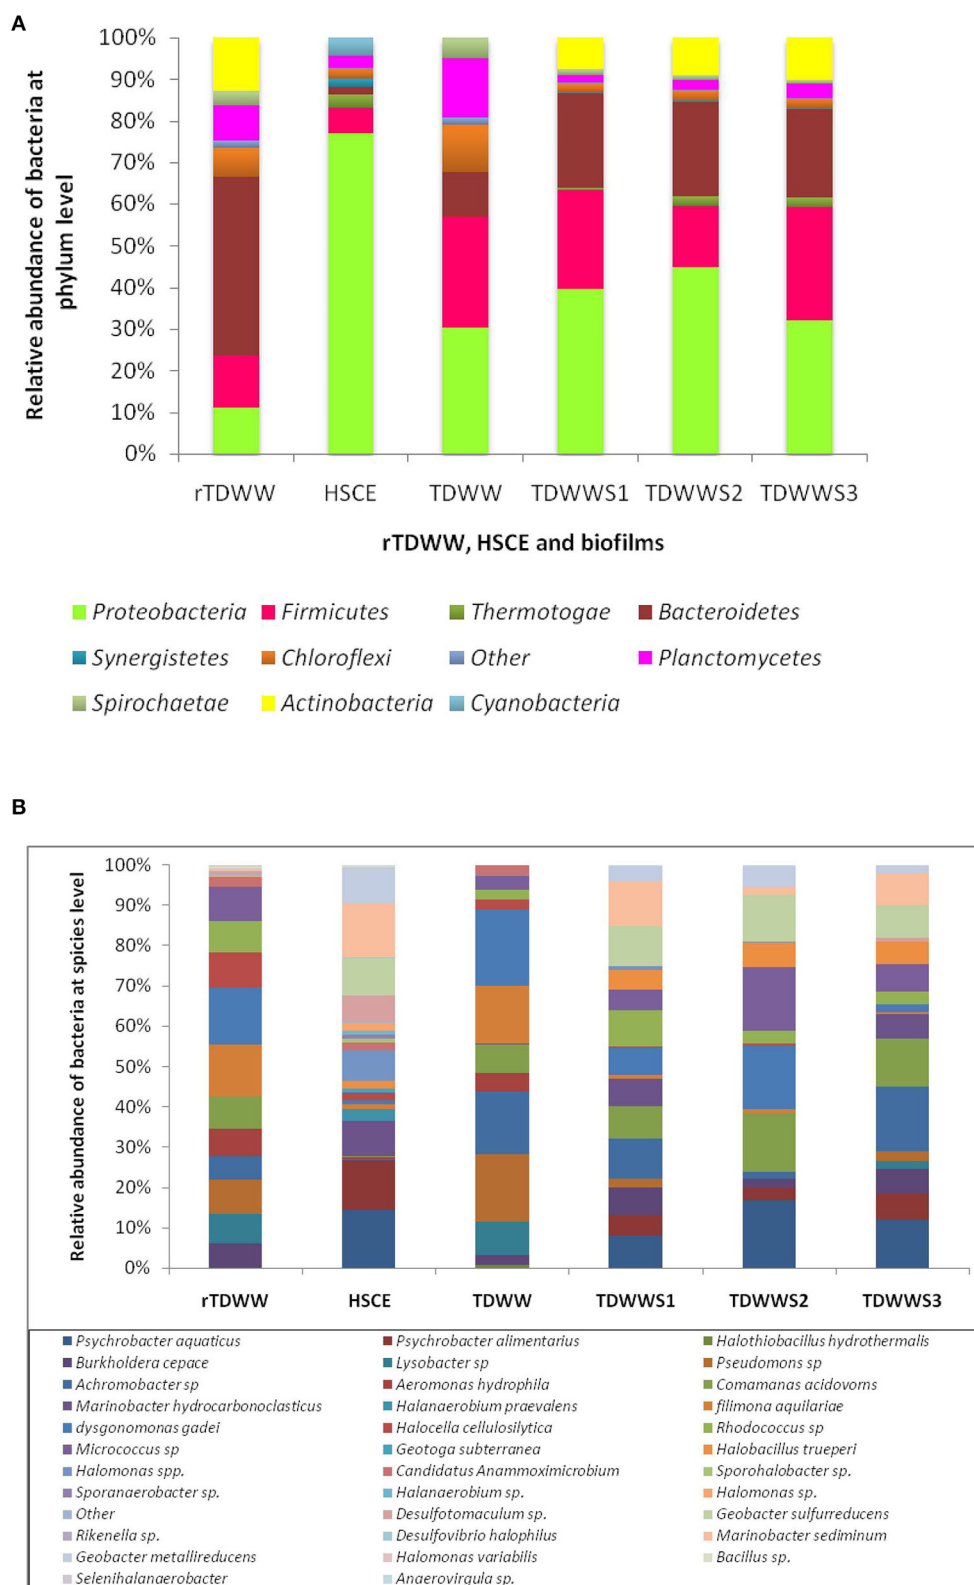 A
Relative abundance of bacteria at
phylum level
100%
90%
80%
70%
60%
50%
40%
30%
20%
10%
0%
rTDWW HSCE TDWW TDWWS1 TDWWS2 TDWWS3
rTDWW, HSCE and biofilms
Proteobacteria Firmicutes Thermotogae Bacteroidetes
Synergistetes Chloroflexi Other Planctomycetes
Spirochaetae Actinobacteria Cyanobacteria
B
Relative abundance of bacteria at spicies level
100%
90%
80%
70%
60%
50%
40%
30%
20%
10%
0%
rTDWW HSCE TDWW TDWWS1 TDWWS2 TDWWS3
Psychrobacter aquaticus Psychrobacter alimentarius Halothiobacillus hydrothermalis
Burkholdera cepace Lysobacter sp Pseudomons sp
Achromobacter sp Aeromonas hydrophila Comamanas acidovorns
Marinobacter hydrocarbonoclasticus Halanaerobium praevalens filimona aquilariae
dysgonomonas gadei Halocella cellulosilytica Rhodococcus sp
Micrococcus sp Geotoga subterranea Halobacillus trueperi
Halomonas spp. Candidatus Anammoximicrobium Sporohalobacter sp.
Sporanaerobacter sp. Halanaerobium sp. Halomonas sp.
Other Desulfotomaculum sp. Geobacter sulfurreducens
Rikenella sp. Desulfovibrio halophilus Marinobacter sediminum
Geobacter metallireducens Halomonas variabilis Bacillus sp.
Selenihalanaerobacter Anaerovirgula sp.